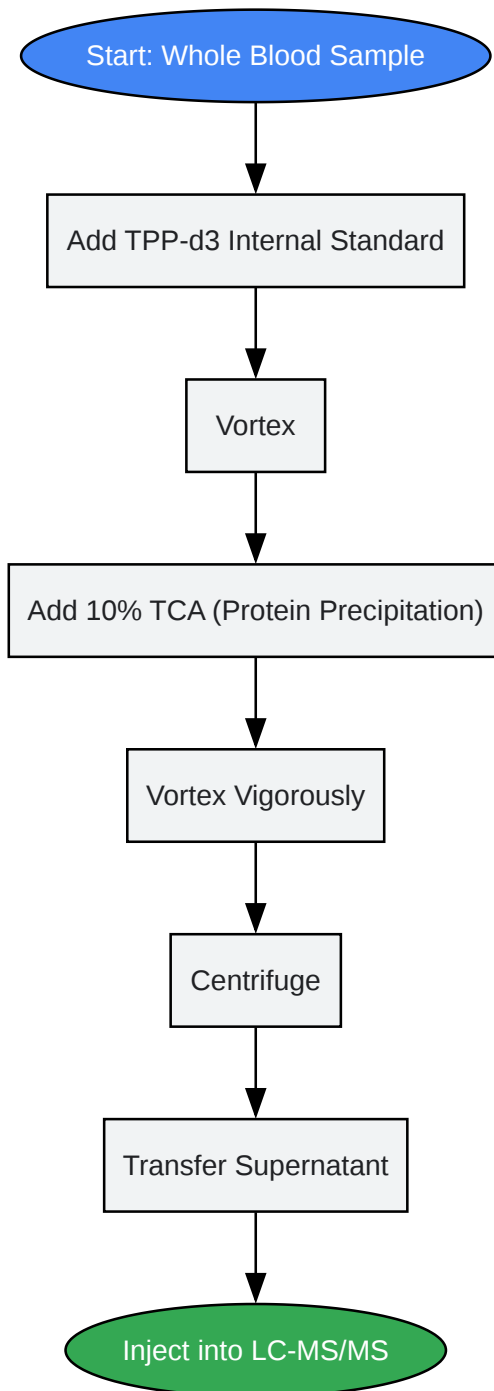 Start: Whole Blood Sample
Add TPP-d3 Internal Standard
Vortex
Add 10% TCA (Protein Precipitation)
Vortex Vigorously
Centrifuge
Transfer Supernatant
Inject into LC-MS/MS